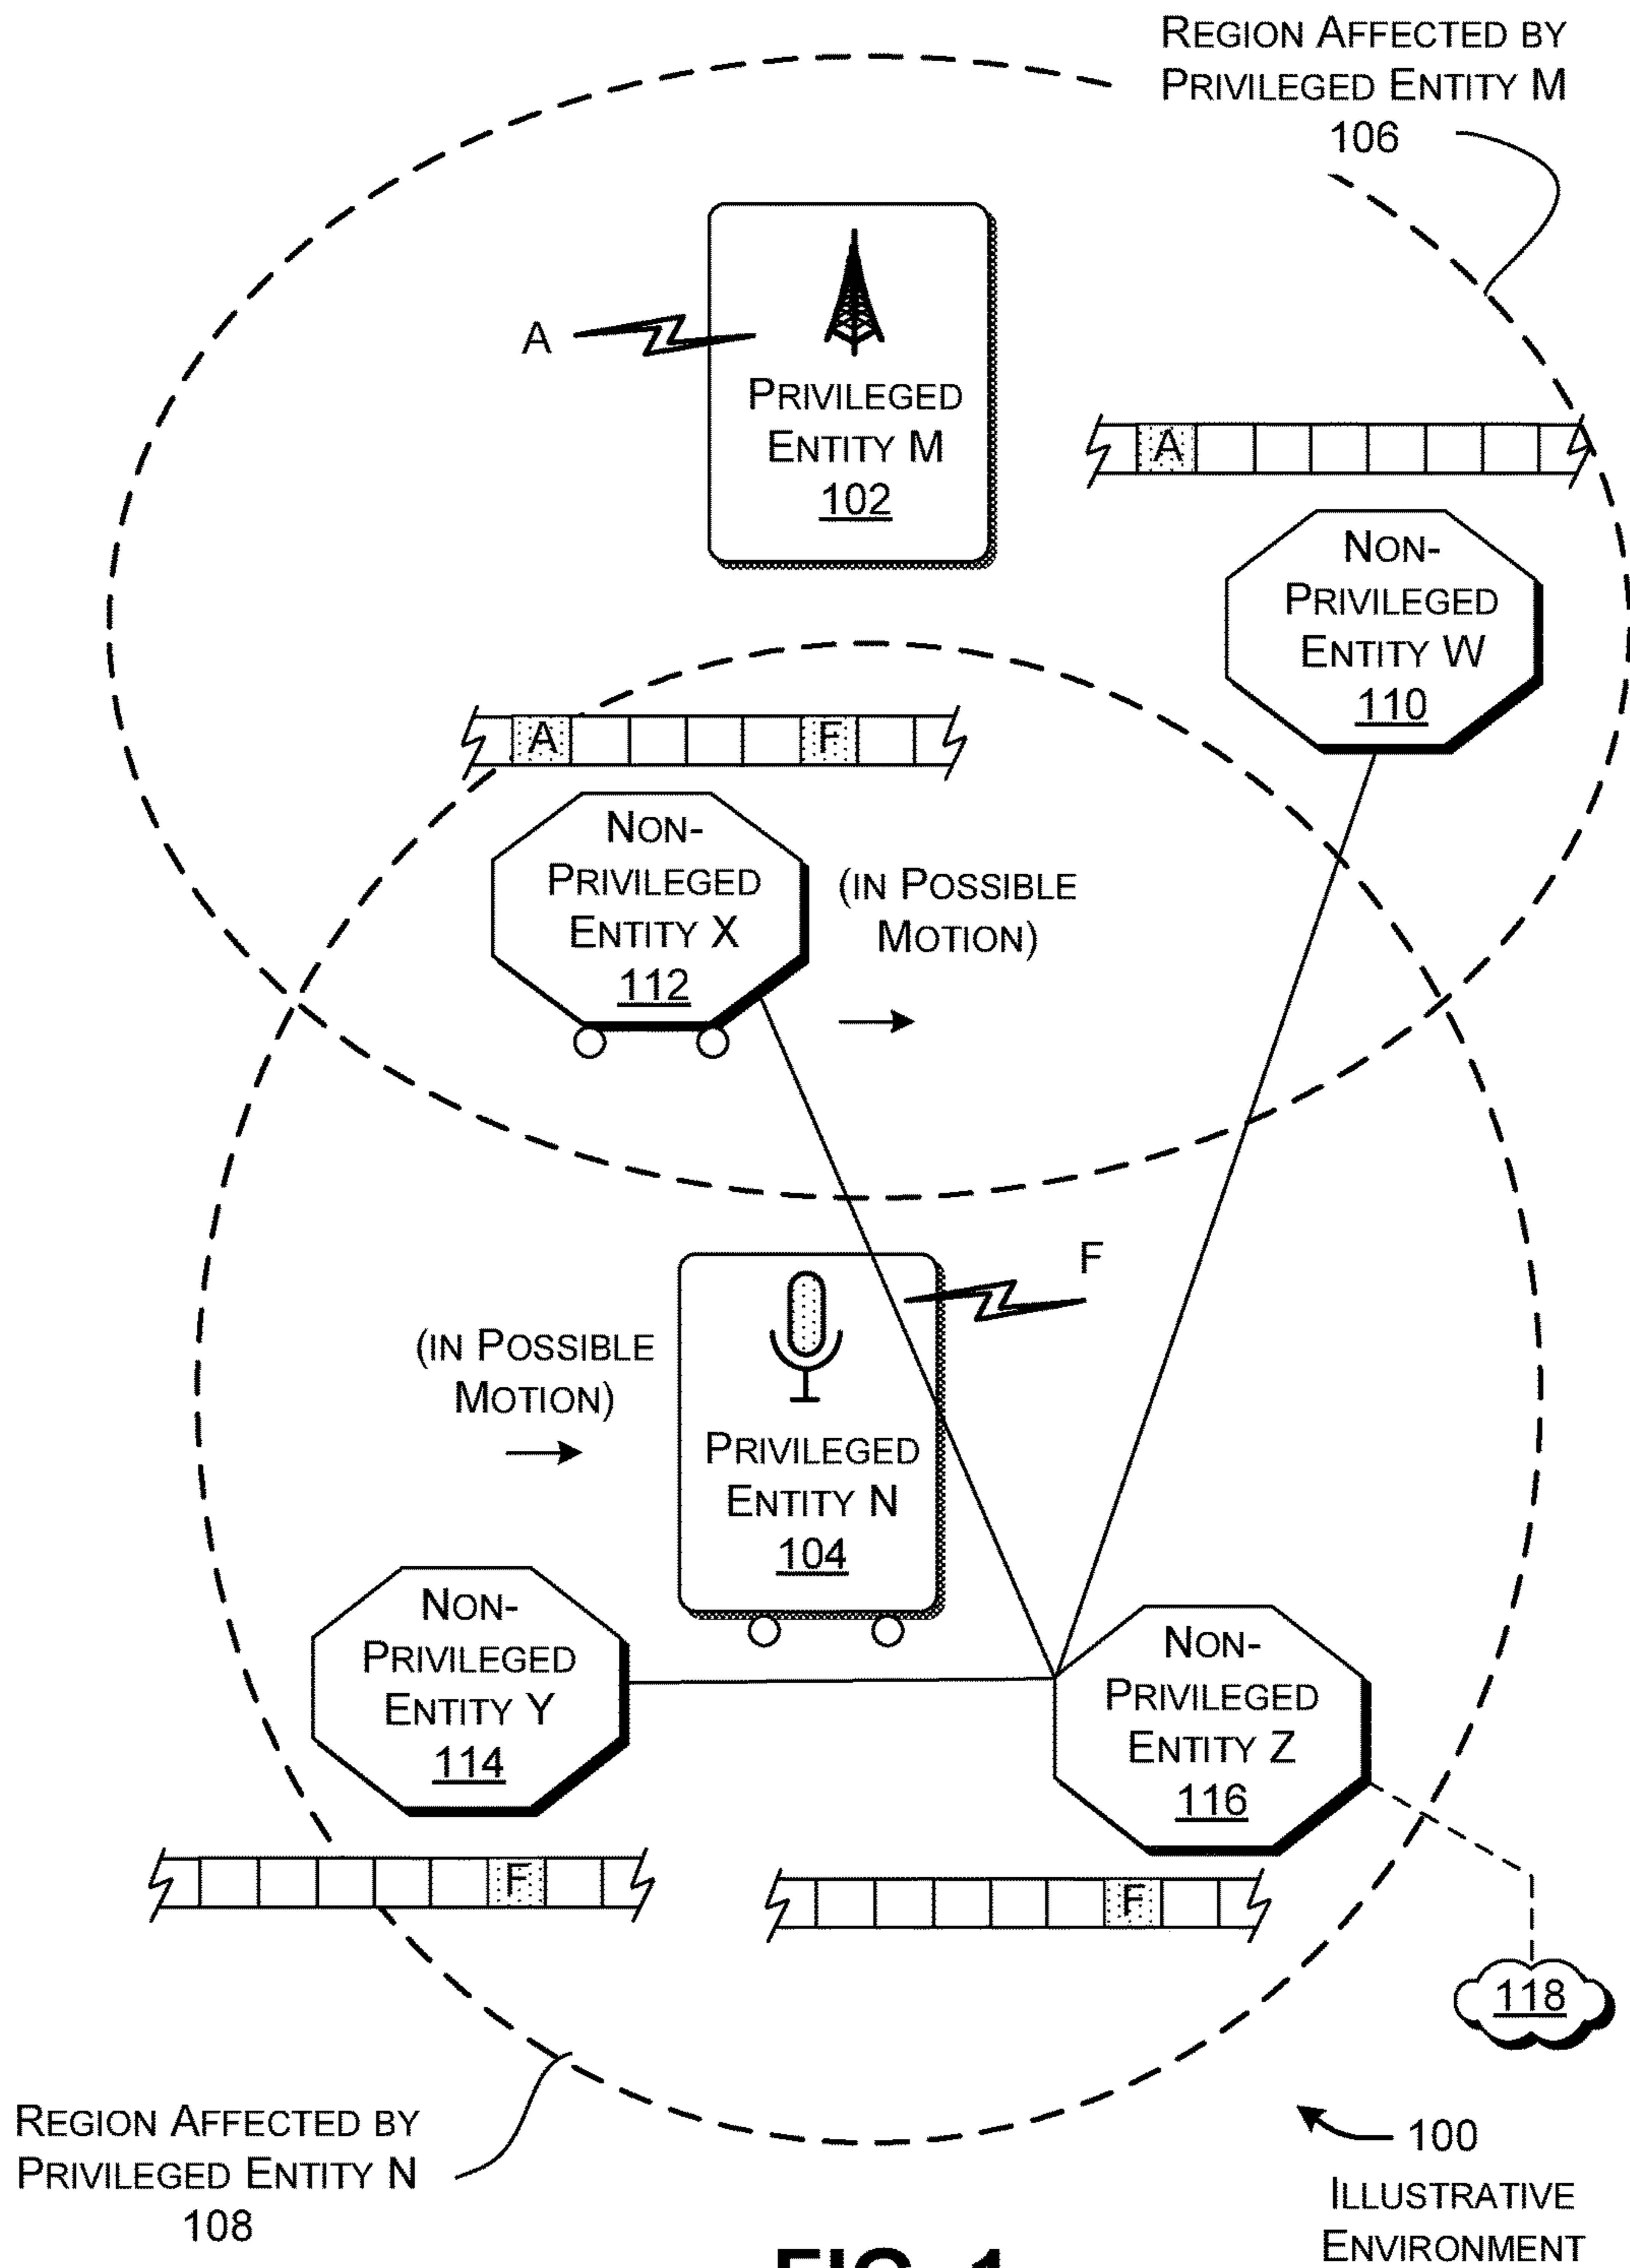 REGION AFFECTED BY
PRIVILEGED ENTITY M
106
A
PRIVILEGED
ENTITY M
102
A
NON-
PRIVILEGED
ENTITY W
110
A F
NON-
PRIVILEGED
ENTITY X
112
(IN POSSIBLE
MOTION)
F
(IN POSSIBLE
MOTION)
PRIVILEGED
ENTITY N
104
NON-
PRIVILEGED
ENTITY Y
114
F
NON-
PRIVILEGED
ENTITY Z
116
F
118
REGION AFFECTED BY
PRIVILEGED ENTITY N
108
100
ILLUSTRATIVE
ENVIRONMENT
FIG. 1